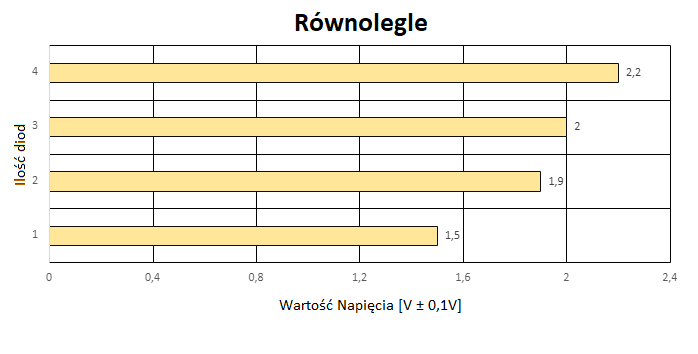 Równolegle
4
2,2
3
2
2
1,9
1
1,5
Ilość diod
0 0,4 0,8 1,2 1,6 2 2,4
Wartość Napięcia [V ± 0,1V]